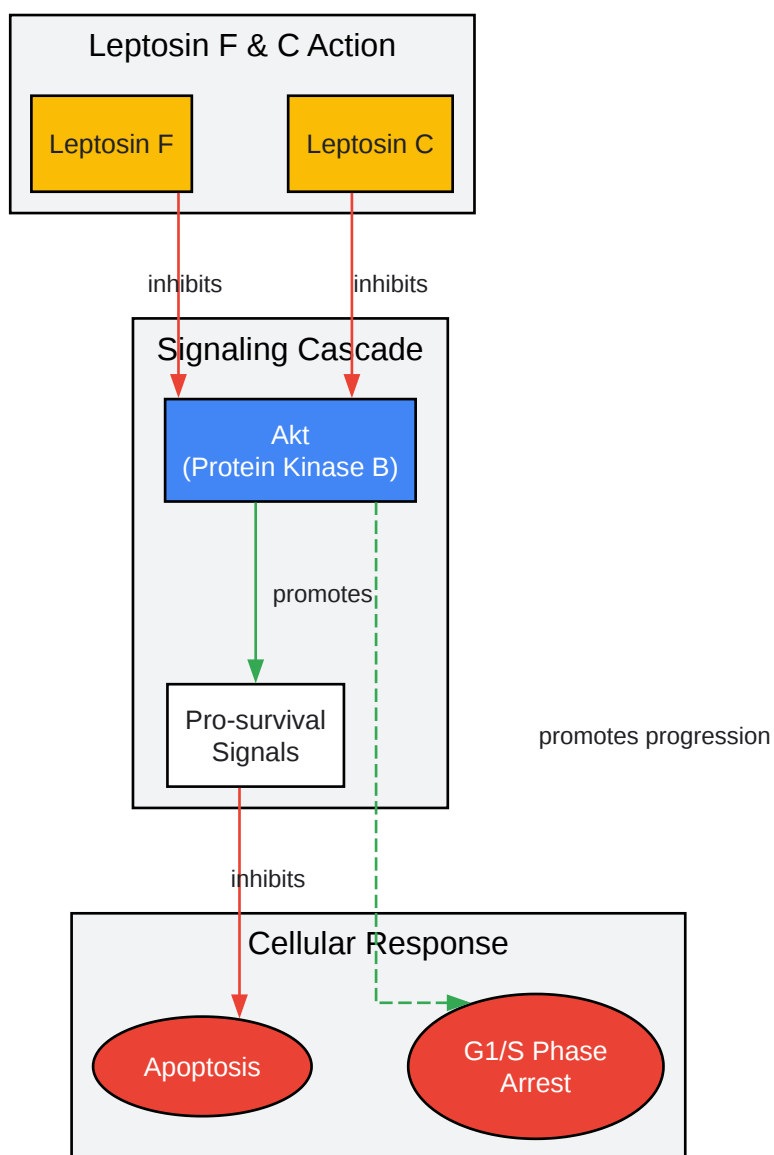 Leptosin F & C Action
Leptosin F
Leptosin C
inhibits
inhibits
Signaling Cascade
Akt
(Protein Kinase B)
promotes
Pro-survival
Signals
promotes progression
inhibits
Cellular Response
Apoptosis
G1/S Phase
Arrest